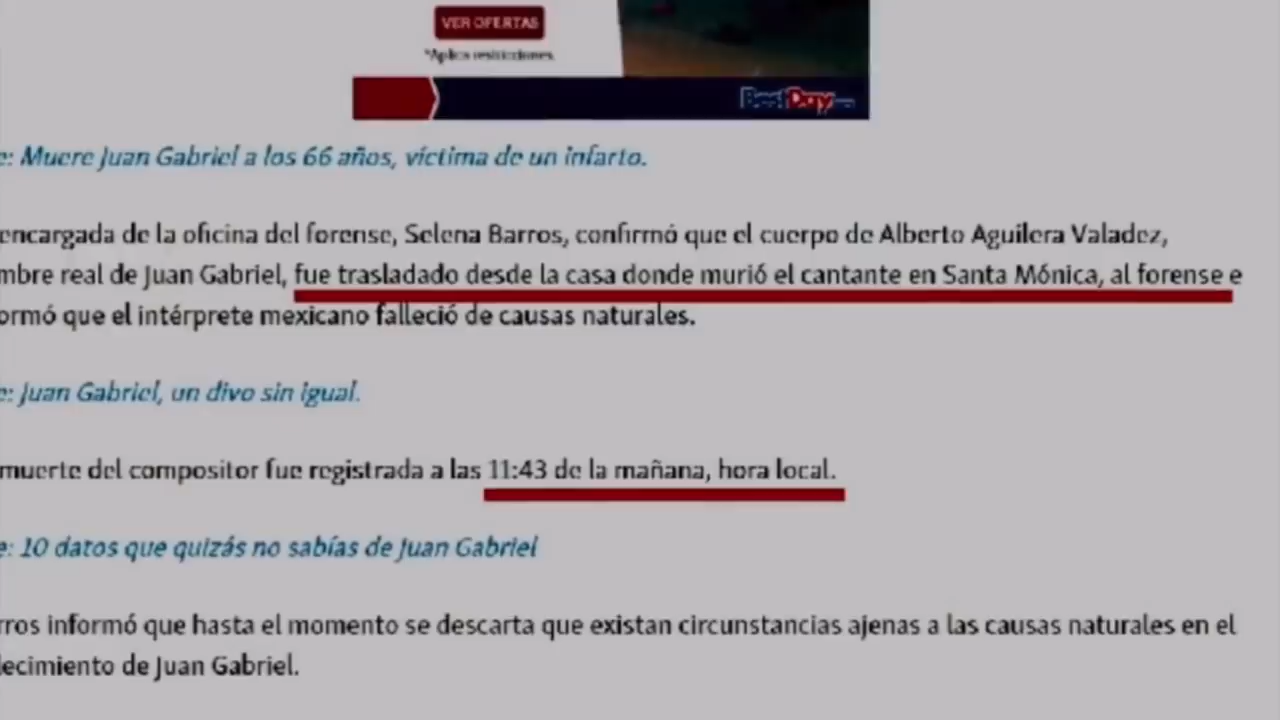 VER OFERTAS
*Aplica restricciones.
BestDay
e: Muere Juan Gabriel a los 66 años, víctima de un infarto.
encargada de la oficina del forense, Selena Barros, confirmó que el cuerpo de Alberto Aguilera Valadez,
mbre real de Juan Gabriel, fue trasladado desde la casa donde murió el cantante en Santa Mónica, al forense e
ormó que el intérprete mexicano falleció de causas naturales.
e: Juan Gabriel, un divo sin igual.
muerte del compositor fue registrada a las 11:43 de la mañana, hora local.
e: 10 datos que quizás no sabías de Juan Gabriel
rros informó que hasta el momento se descarta que existan circunstancias ajenas a las causas naturales en el
lecimiento de Juan Gabriel.